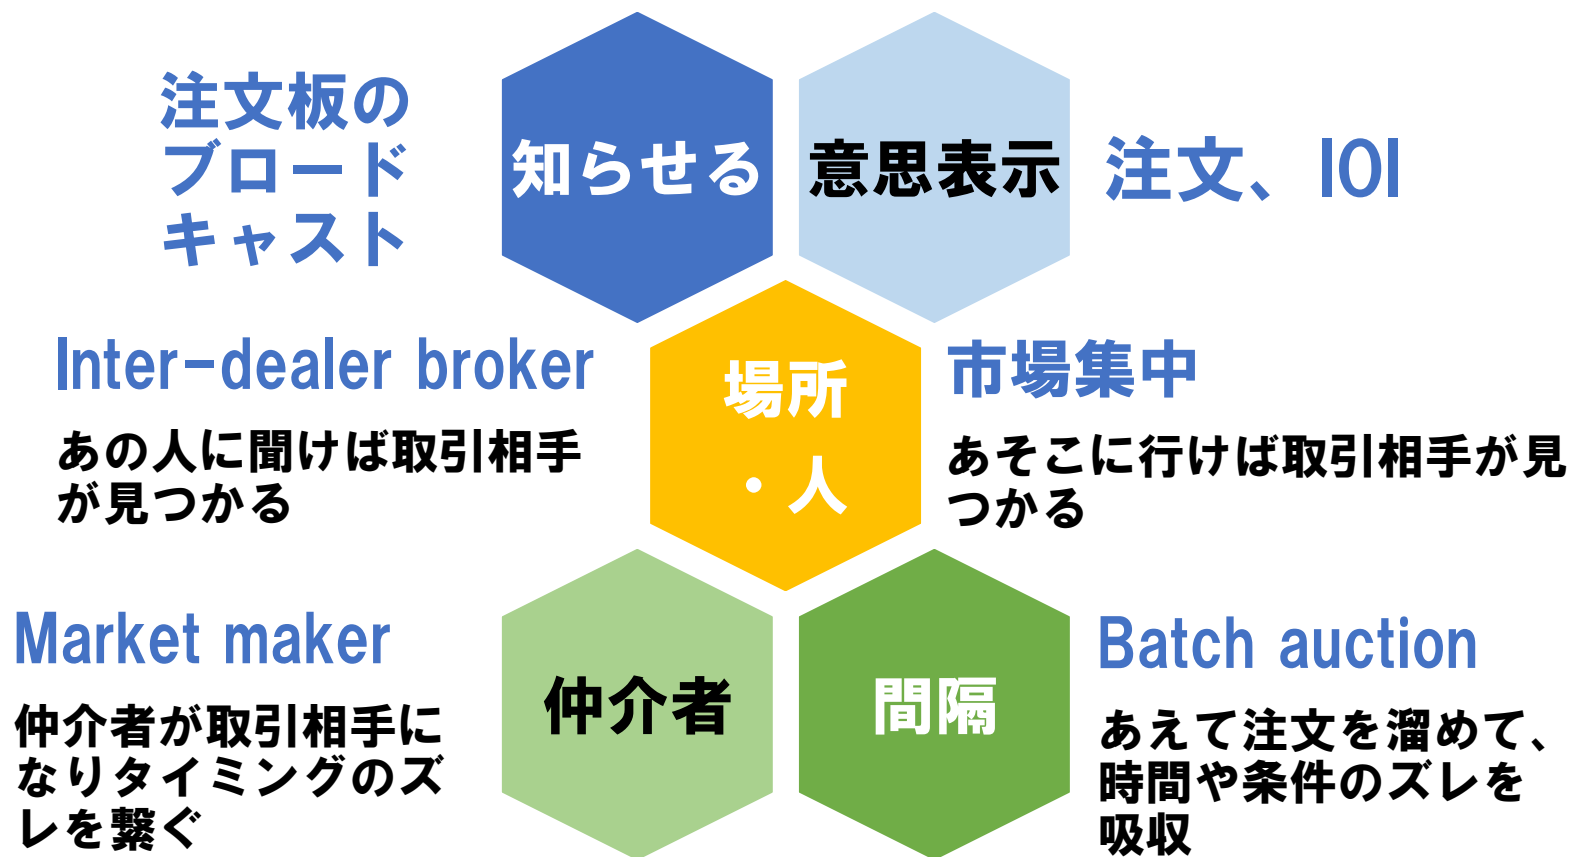 注文板の
ブロード
キャスト
知らせる
意思表示
注文、IOI
Inter-dealer broker
あの人に聞けば取引相手
が見つかる
場所
・人
市場集中
あそこに行けば取引相手が見
つかる
Market maker
仲介者が取引相手に
なりタイミングのズ
レを繋ぐ
仲介者
間隔
Batch auction
あえて注文を溜めて、
時間や条件のズレを
吸収